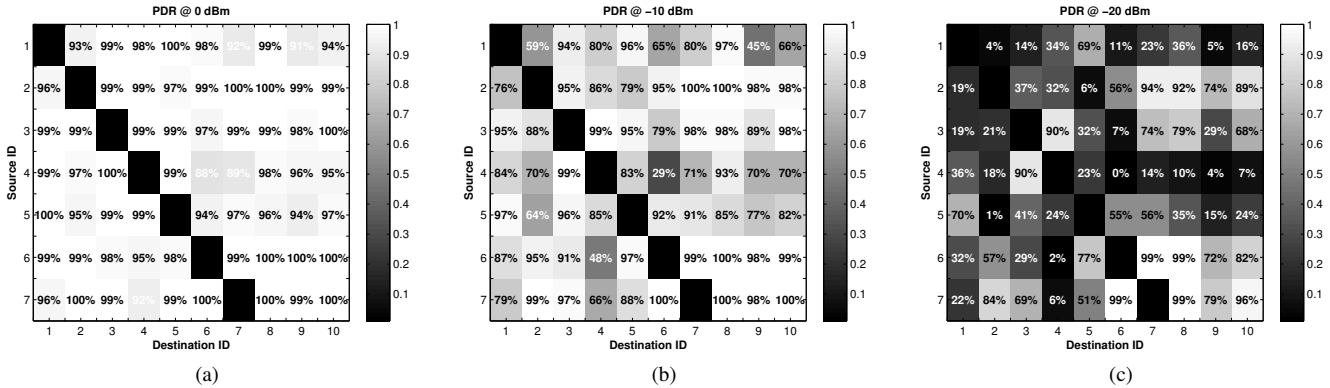 PDR @ 0 dBm
Source ID
1 93% 99% 98% 100% 98% 92% 99% 91% 94%
2 96% 99% 99% 97% 99% 100% 100% 99% 99%
3 99% 99% 99% 99% 97% 99% 99% 98% 100%
4 99% 97% 100% 99% 88% 89% 98% 96% 95%
5 100% 95% 99% 99% 94% 97% 96% 94% 97%
6 99% 99% 98% 95% 98% 99% 100% 100% 100%
7 96% 100% 99% 92% 99% 100% 100% 99% 100%
1 2 3 4 5 6 7 8 9 10
Destination ID
1
0.9
0.8
0.7
0.6
0.5
0.4
0.3
0.2
0.1
(a)
PDR @ −10 dBm
Source ID
1 59% 94% 80% 96% 65% 80% 97% 45% 66%
2 76% 95% 86% 79% 95% 100% 100% 98% 98%
3 95% 88% 99% 95% 79% 98% 98% 89% 98%
4 84% 70% 99% 83% 29% 71% 93% 70% 70%
5 97% 64% 96% 85% 92% 91% 85% 77% 82%
6 87% 95% 91% 48% 97% 99% 100% 99% 100%
7 79% 99% 97% 66% 88% 100% 100% 98% 100%
1 2 3 4 5 6 7 8 9 10
Destination ID
1
0.9
0.8
0.7
0.6
0.5
0.4
0.3
0.2
0.1
(b)
PDR @ −20 dBm
Source ID
1 4% 14% 34% 69% 11% 23% 36% 5% 16%
2 19% 37% 32% 6% 56% 94% 92% 74% 89%
3 19% 21% 90% 32% 7% 74% 79% 29% 68%
4 36% 18% 90% 23% 0% 14% 10% 4% 7%
5 70% 1% 41% 24% 55% 56% 35% 15% 24%
6 32% 57% 29% 2% 77% 99% 99% 72% 82%
7 22% 84% 69% 6% 51% 99% 99% 79% 96%
1 2 3 4 5 6 7 8 9 10
Destination ID
1
0.9
0.8
0.7
0.6
0.5
0.4
0.3
0.2
0.1
(c)